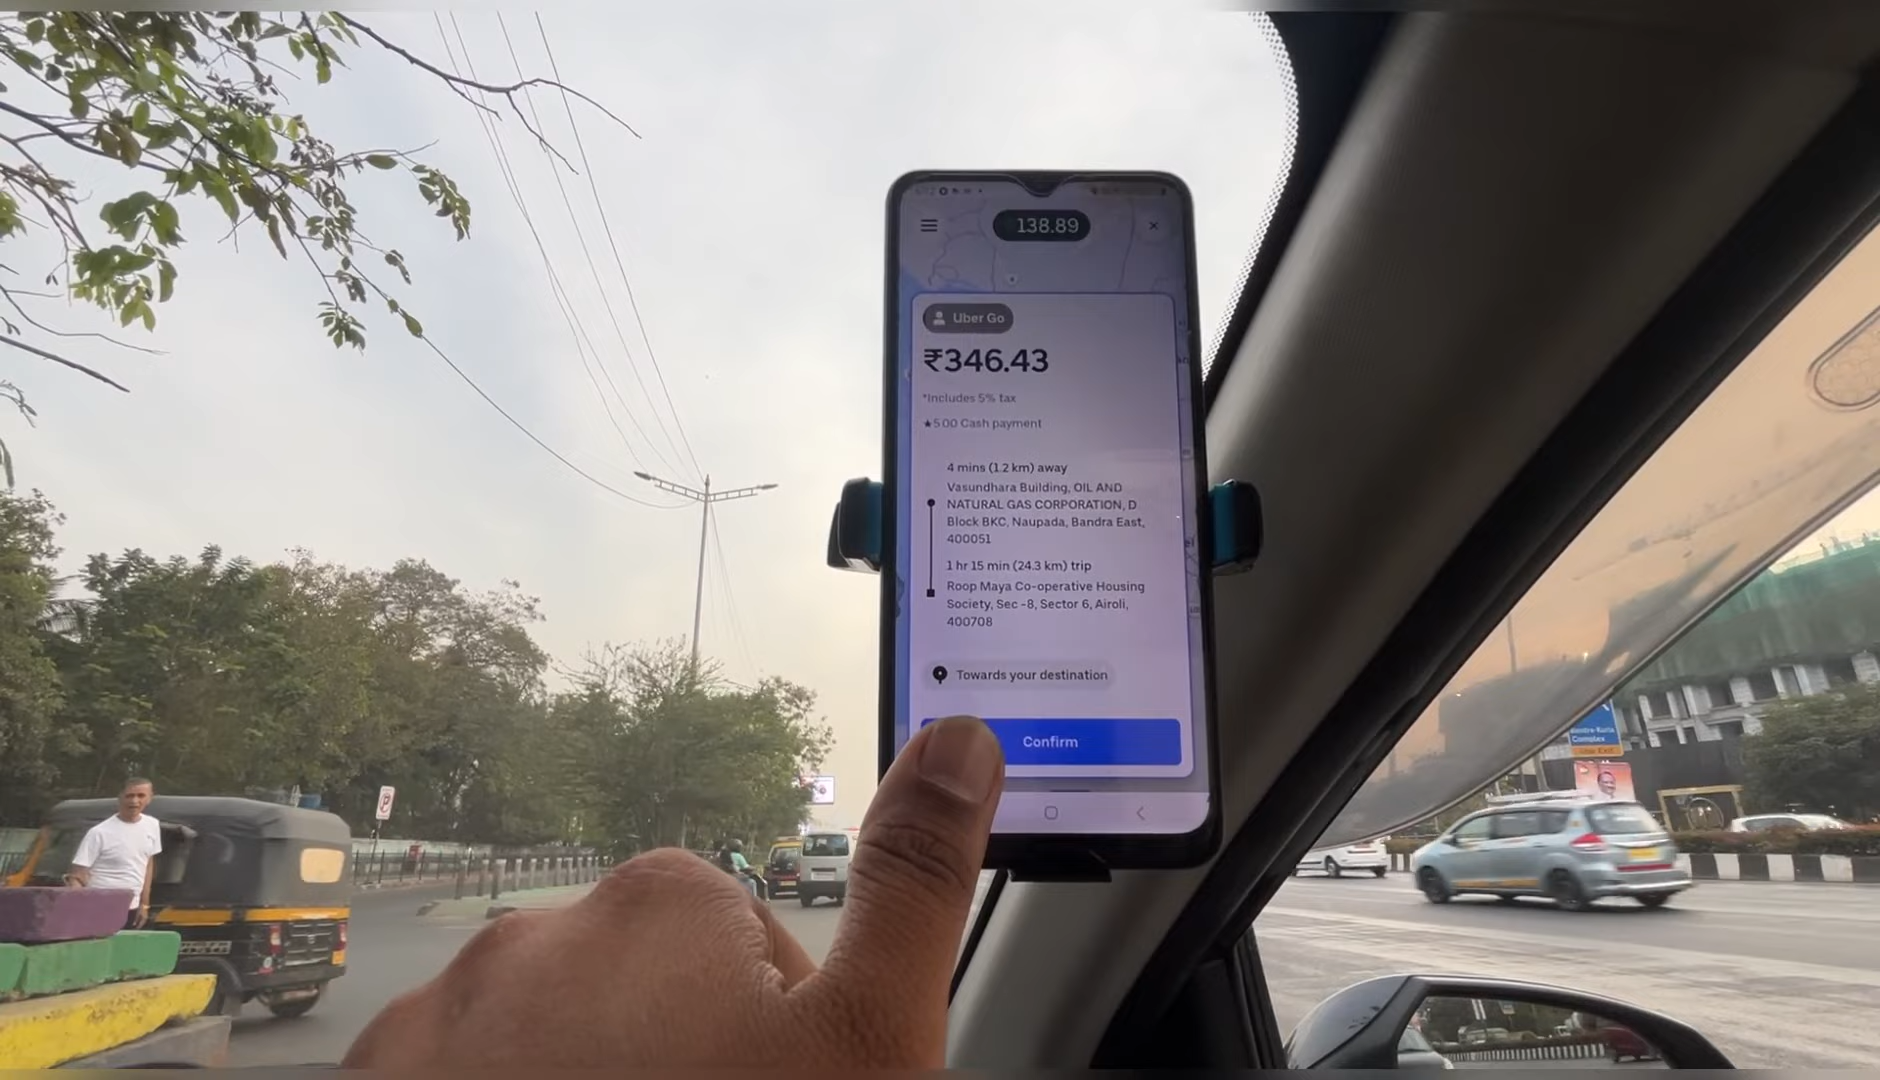 138.89
Uber Go
₹346.43
*Includes 5% tax
★5.00 Cash payment
4 mins (1.2 km) away
Vasundhara Building, OIL AND
NATURAL GAS CORPORATION, D
Block BKC, Naupada, Bandra East,
400051
1 hr 15 min (24.3 km) trip
Roop Maya Co-operative Housing
Society, Sec -8, Sector 6, Airoli,
400708
Towards your destination
Confirm
Complex